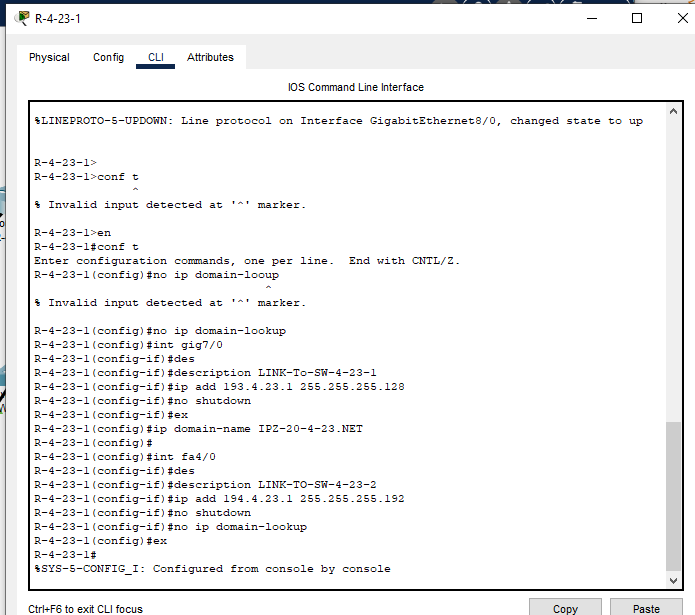 R-4-23-1
Physical Config CLI Attributes
IOS Command Line Interface
%LINEPROTO-5-UPDOWN: Line protocol on Interface GigabitEthernet8/0, changed state to up
R-4-23-1>
R-4-23-1>conf t
^
% Invalid input detected at '^' marker.
R-4-23-1>en
R-4-23-1#conf t
Enter configuration commands, one per line.  End with CNTL/Z.
R-4-23-1(config)#no ip domain-looup
^
% Invalid input detected at '^' marker.
R-4-23-1(config)#no ip domain-lookup
R-4-23-1(config)#int gig7/0
R-4-23-1(config-if)#des
R-4-23-1(config-if)#description LINK-To-SW-4-23-1
R-4-23-1(config-if)#ip add 193.4.23.1 255.255.255.128
R-4-23-1(config-if)#no shutdown
R-4-23-1(config-if)#ex
R-4-23-1(config)#ip domain-name IPZ-20-4-23.NET
R-4-23-1(config)#
R-4-23-1(config)#int fa4/0
R-4-23-1(config-if)#des
R-4-23-1(config-if)#description LINK-TO-SW-4-23-2
R-4-23-1(config-if)#ip add 194.4.23.1 255.255.255.192
R-4-23-1(config-if)#no shutdown
R-4-23-1(config-if)#no ip domain-lookup
R-4-23-1(config)#ex
R-4-23-1#
%SYS-5-CONFIG_I: Configured from console by console
Ctrl+F6 to exit CLI focus
Copy Paste